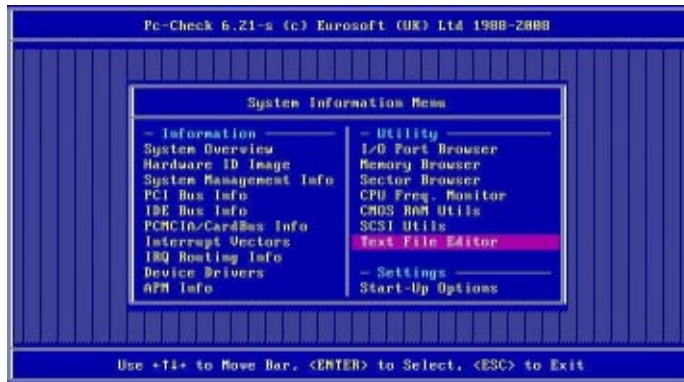 Pc-Check 6.21-s (c) Eurosoft (UK) Ltd 1988-2008
System Information Menu
- Information
System Overview
Hardware ID Image
System Management Info
PCI Bus Info
IDE Bus Info
PCMCIA/CardBus Info
Interrupt Vectors
IRQ Routing Info
Device Drivers
APM Info
- Utility
I/O Port Browser
Memory Browser
Sector Browser
CPU Freq. Monitor
CMOS RAM Utils
SCSI Utils
Text File Editor
- Settings
Start-Up Options
Use ←↑↓→ to Move Bar, <ENTER> to Select, <ESC> to Exit